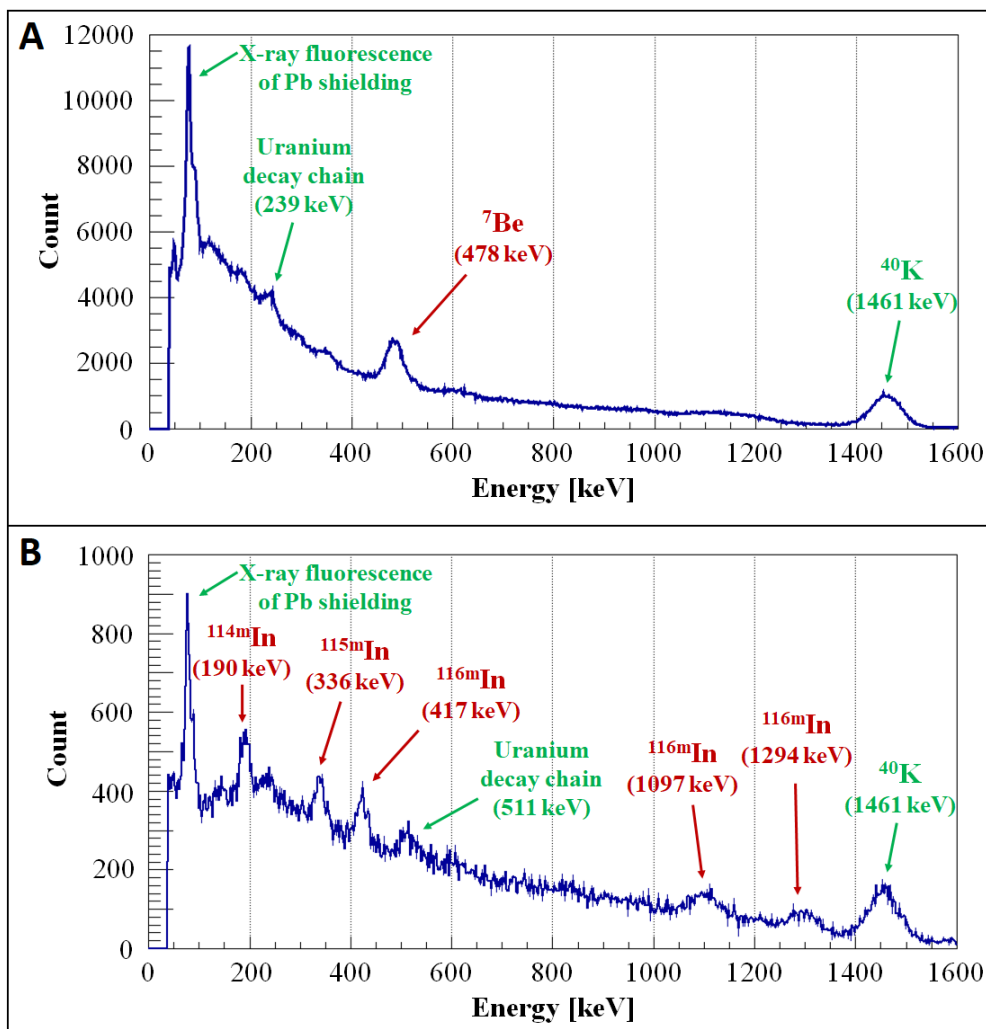 A
12000
10000
8000
6000
4000
2000
0
Count
X-ray fluorescence
of Pb shielding
Uranium
decay chain
(239 keV)
⁷Be
(478 keV)
⁴⁰K
(1461 keV)
0 200 400 600 800 1000 1200 1400 1600
Energy [keV]
B
1000
800
600
400
200
0
Count
X-ray fluorescence
of Pb shielding
¹¹⁴ᵐIn
(190 keV)
¹¹⁵ᵐIn
(336 keV)
¹¹⁶ᵐIn
(417 keV)
Uranium
decay chain
(511 keV)
¹¹⁶ᵐIn
(1097 keV)
¹¹⁶ᵐIn
(1294 keV)
⁴⁰K
(1461 keV)
0 200 400 600 800 1000 1200 1400 1600
Energy [keV]